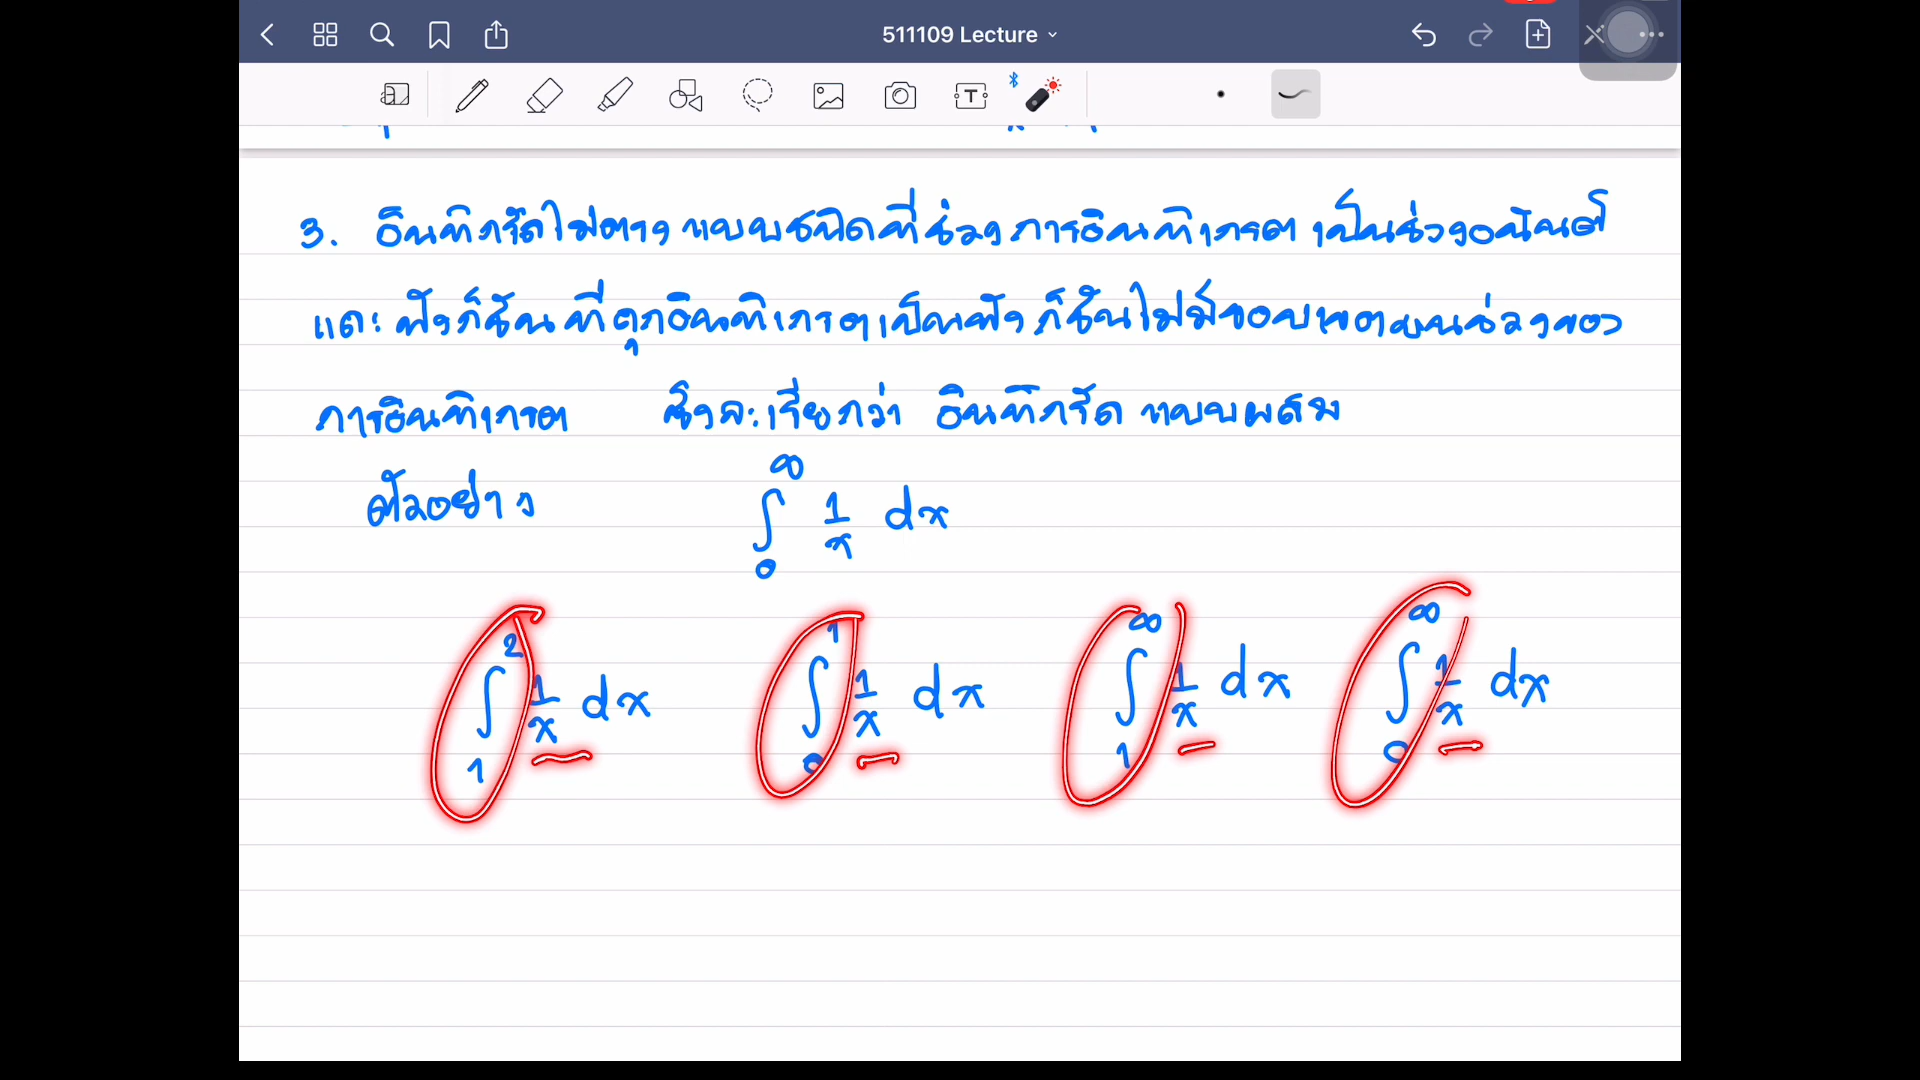 511109 Lecture
3. อินทิกรัลไม่ตรงแบบชนิดที่ช่วงการอินทิเกรตเป็นช่วงอนันต์
และฟังก์ชันที่ถูกอินทิเกรตเป็นฟังก์ชันไม่มีขอบเขตบนช่วงของ
การอินทิเกรต ซึ่งจะเรียกว่า อินทิกรัลแบบผสม
ตัวอย่าง ∫₀^∞ 1/x dx
∫₁² 1/x dx ∫₀¹ 1/x dx ∫₁^∞ 1/x dx ∫₀^∞ 1/x dx